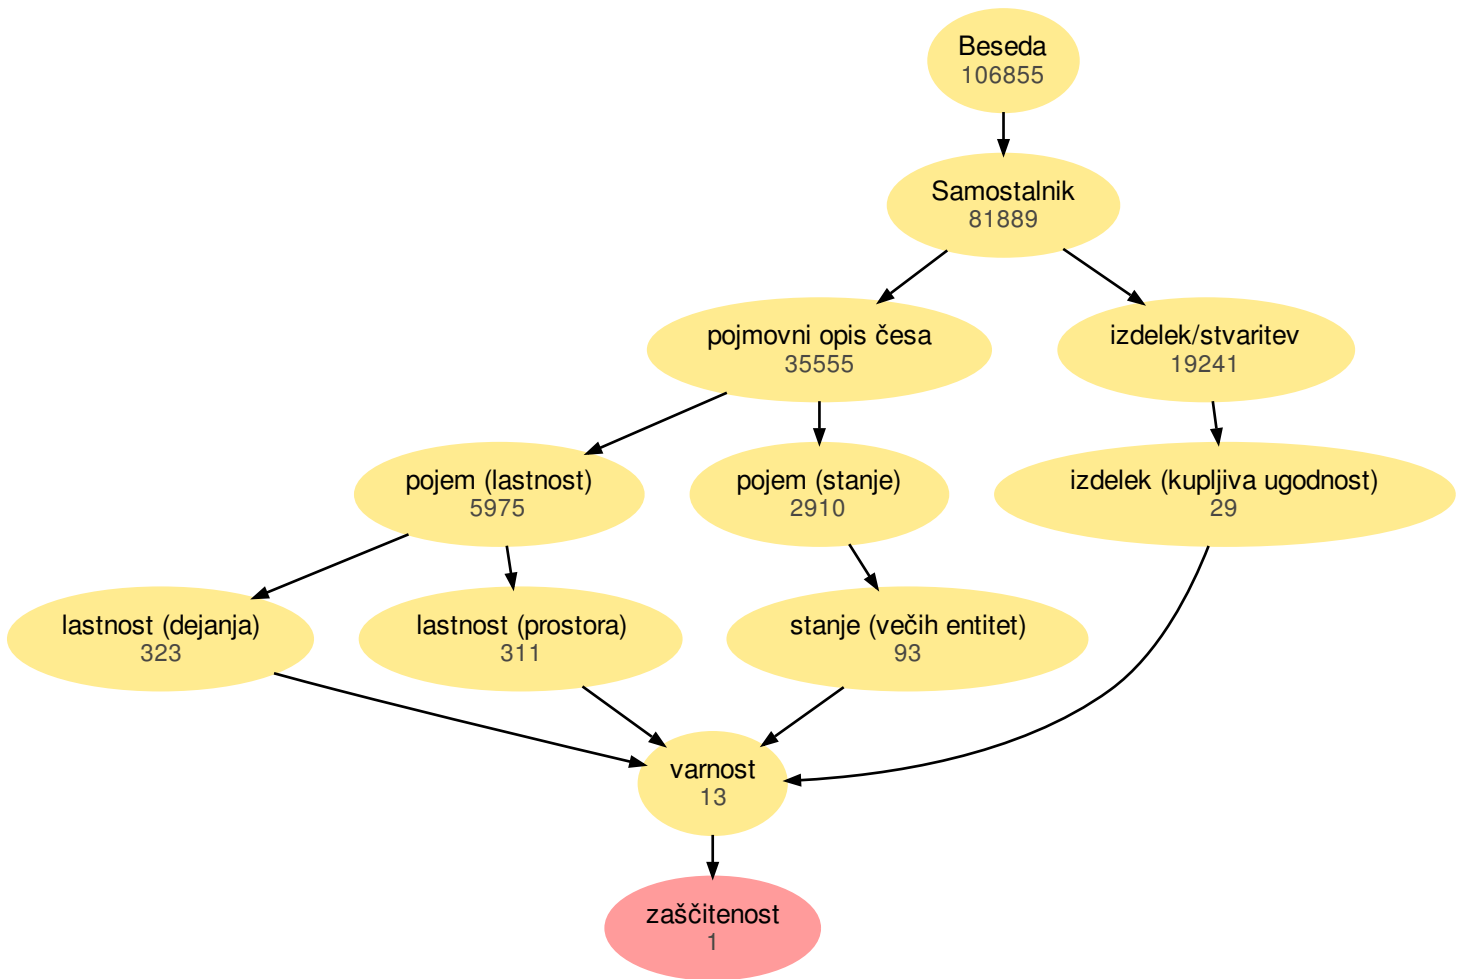 Beseda
106855
Samostalnik
81889
pojmovni opis česa
35555
izdelek/stvaritev
19241
pojem (lastnost)
5975
pojem (stanje)
2910
izdelek (kupljiva ugodnost)
29
lastnost (dejanja)
323
lastnost (prostora)
311
stanje (večih entitet)
93
varnost
13
zaščitenost
1